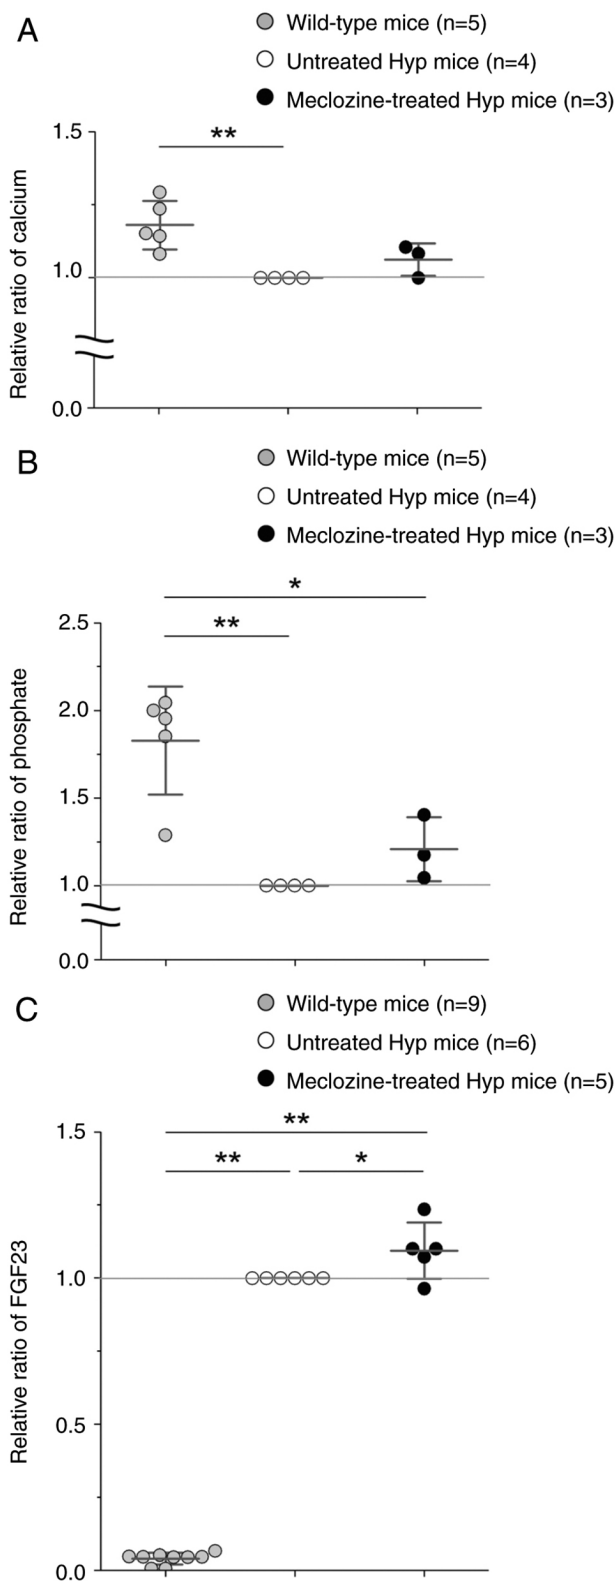 A
Wild-type mice (n=5)
Untreated Hyp mice (n=4)
Meclozine-treated Hyp mice (n=3)
1.5
**
Relative ratio of calcium
1.0
0.0
B
Wild-type mice (n=5)
Untreated Hyp mice (n=4)
Meclozine-treated Hyp mice (n=3)
*
2.5
**
2.0
Relative ratio of phosphate
1.5
1.0
0.0
C
Wild-type mice (n=9)
Untreated Hyp mice (n=6)
Meclozine-treated Hyp mice (n=5)
1.5
**
** *
1.0
Relative ratio of FGF23
0.5
0.0